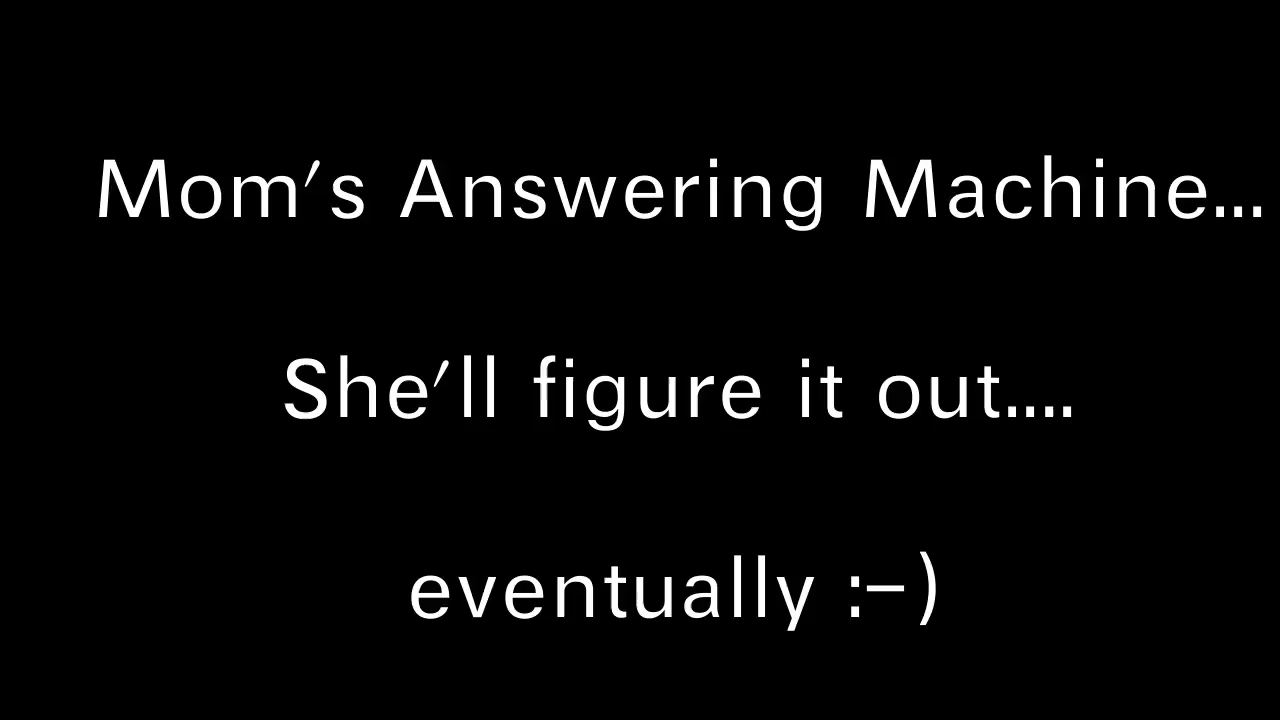 Mom's Answering Machine...
She'll figure it out....
eventually :-)